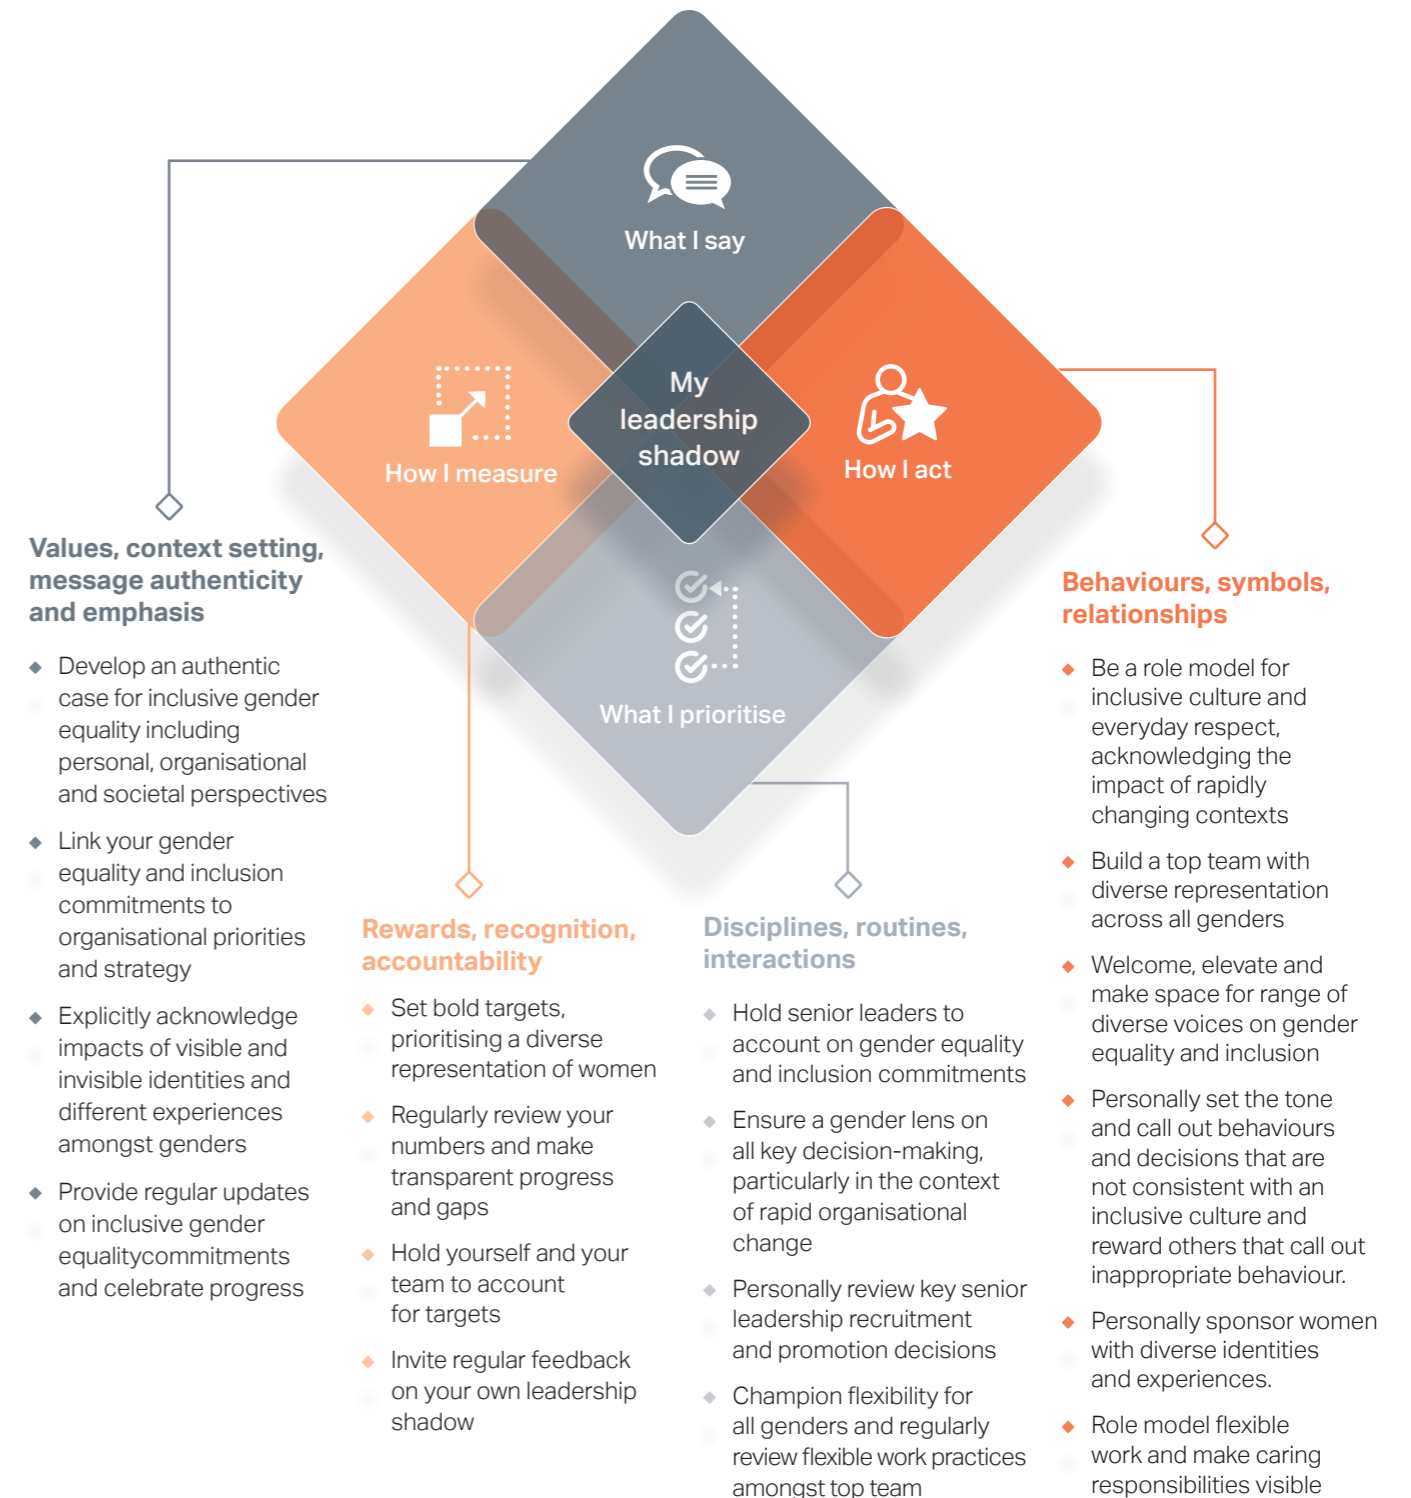 What I say
How I measure
My
leadership
shadow
How I act
What I prioritise
Values, context setting,
message authenticity
and emphasis
Develop an authentic
case for inclusive gender
equality including
personal, organisational
and societal perspectives
Link your gender
equality and inclusion
commitments to
organisational priorities
and strategy
Explicitly acknowledge
impacts of visible and
invisible identities and
different experiences
amongst genders
Provide regular updates
on inclusive gender
equalitycommitments
and celebrate progress
Rewards, recognition,
accountability
Set bold targets,
prioritising a diverse
representation of women
Regularly review your
numbers and make
transparent progress
and gaps
Hold yourself and your
team to account
for targets
Invite regular feedback
on your own leadership
shadow
Disciplines, routines,
interactions
Hold senior leaders to
account on gender equality
and inclusion commitments
Ensure a gender lens on
all key decision-making,
particularly in the context
of rapid organisational
change
Personally review key senior
leadership recruitment
and promotion decisions
Champion flexibility for
all genders and regularly
review flexible work practices
amongst top team
Behaviours, symbols,
relationships
Be a role model for
inclusive culture and
everyday respect,
acknowledging the
impact of rapidly
changing contexts
Build a top team with
diverse representation
across all genders
Welcome, elevate and
make space for range of
diverse voices on gender
equality and inclusion
Personally set the tone
and call out behaviours
and decisions that are
not consistent with an
inclusive culture and
reward others that call out
inappropriate behaviour.
Personally sponsor women
with diverse identities
and experiences.
Role model flexible
work and make caring
responsibilities visible